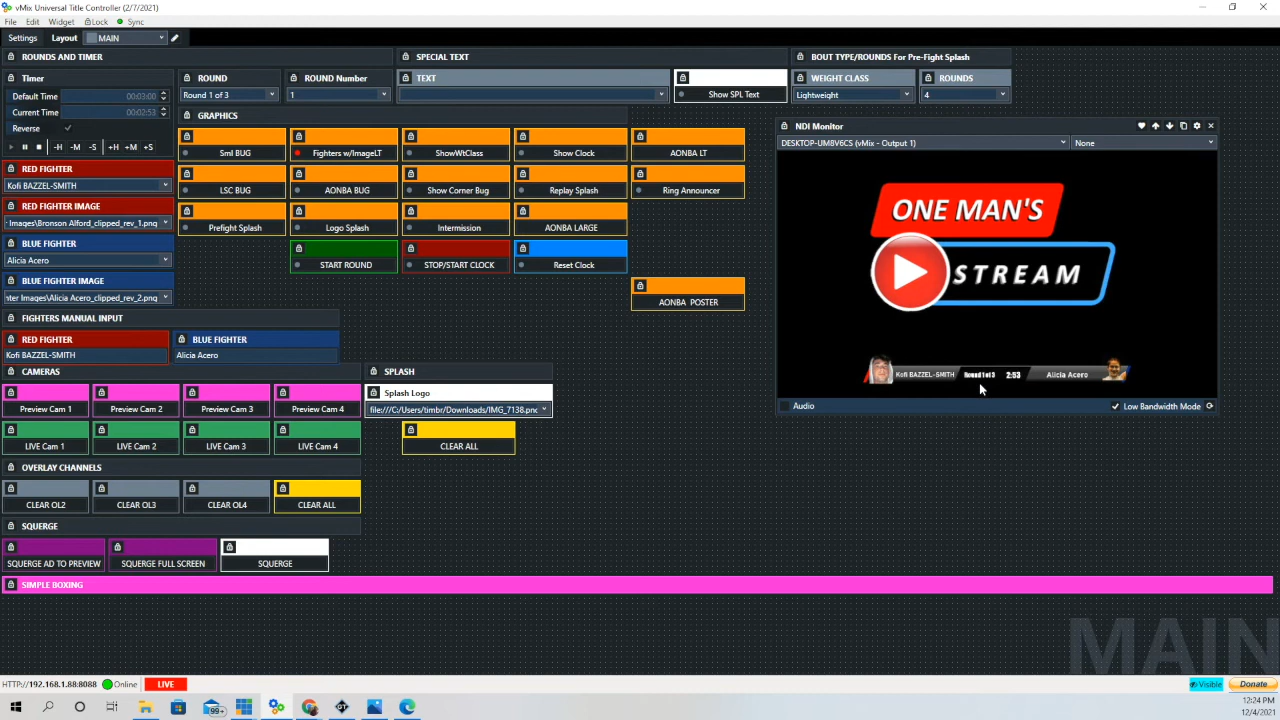 vMix Universal Title Controller (2/7/2021)
File Edit Widget Lock Sync
Settings Layout MAIN
ROUNDS AND TIMER
SPECIAL TEXT
BOUT TYPE/ROUNDS For Pre-Fight Splash
Timer
ROUND
ROUND Number
TEXT
WEIGHT CLASS
ROUNDS
Default Time 00:03:00
Round 1 of 3
1
Show SPL Text
Lightweight
4
Current Time 00:02:53
Reverse
-H -M -S +H +M +S
GRAPHICS
Sml BUG
Fighters w/ImageLT
ShowWtClass
Show Clock
AONBA LT
LSC BUG
AONBA BUG
Show Corner Bug
Replay Splash
Ring Announcer
Prefight Splash
Logo Splash
Intermission
AONBA LARGE
START ROUND
STOP/START CLOCK
Reset Clock
AONBA POSTER
RED FIGHTER
Kofi BAZZEL-SMITH
RED FIGHTER IMAGE
Images\Bronson Alford_clipped_rev_1.png
BLUE FIGHTER
Alicia Acero
BLUE FIGHTER IMAGE
nter Images\Alicia Acero_clipped_rev_2.png
FIGHTERS MANUAL INPUT
RED FIGHTER
BLUE FIGHTER
Kofi BAZZEL-SMITH
Alicia Acero
NDI Monitor
DESKTOP-UM8V6CS (vMix - Output 1)
None
ONE MAN'S
STREAM
Kofi BAZZEL-SMITH Round 1 of 3 2:53 Alicia Acero
Audio
Low Bandwidth Mode
CAMERAS
SPLASH
Preview Cam 1
Preview Cam 2
Preview Cam 3
Preview Cam 4
Splash Logo
file:///C:/Users/timbr/Downloads/IMG_7138.png
LIVE Cam 1
LIVE Cam 2
LIVE Cam 3
LIVE Cam 4
CLEAR ALL
OVERLAY CHANNELS
CLEAR OL2
CLEAR OL3
CLEAR OL4
CLEAR ALL
SQUERGE
SQUERGE AD TO PREVIEW
SQUERGE FULL SCREEN
SQUERGE
SIMPLE BOXING
MAIN
HTTP://192.168.1.88:8088 Online LIVE
Visible Donate
99+
12:24 PM
12/4/2021